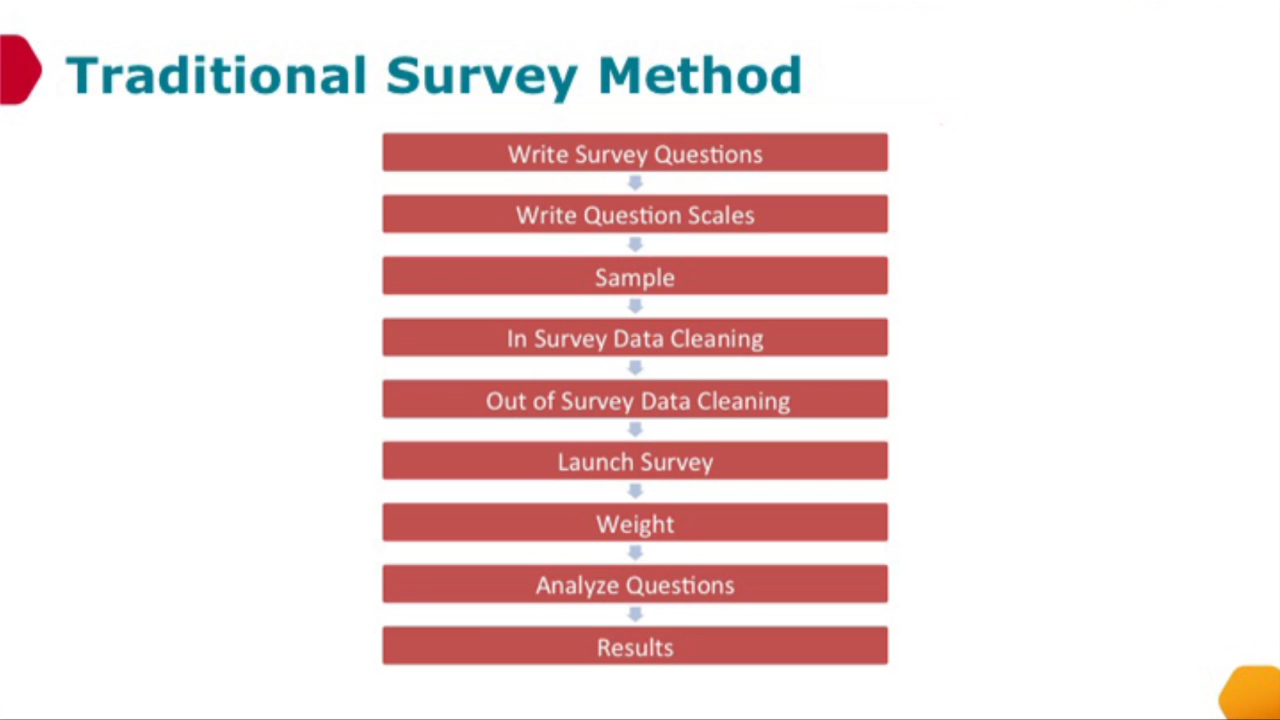 Traditional Survey Method
Write Survey Questions
Write Question Scales
Sample
In Survey Data Cleaning
Out of Survey Data Cleaning
Launch Survey
Weight
Analyze Questions
Results